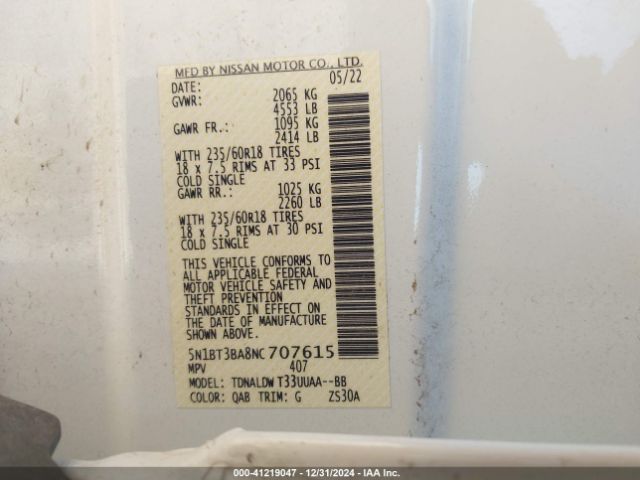 MFD BY NISSAN MOTOR CO., LTD.
DATE: 05/22
GVWR: 2065 KG
4553 LB
GAWR FR.: 1095 KG
2414 LB
WITH 235/60R18 TIRES
18 x 7.5 RIMS AT 33 PSI
COLD SINGLE
GAWR RR.: 1025 KG
2260 LB
WITH 235/60R18 TIRES
18 x 7.5 RIMS AT 30 PSI
COLD SINGLE
THIS VEHICLE CONFORMS TO
ALL APPLICABLE FEDERAL
MOTOR VEHICLE SAFETY AND
THEFT PREVENTION
STANDARDS IN EFFECT ON
THE DATE OF MANUFACTURE
SHOWN ABOVE.
5N1BT3BA8NC707615
MPV 407
MODEL: TDNALDW T33UUAA--BB
COLOR: QAB TRIM: G ZS30A
000-41219047 - 12/31/2024 - IAA Inc.